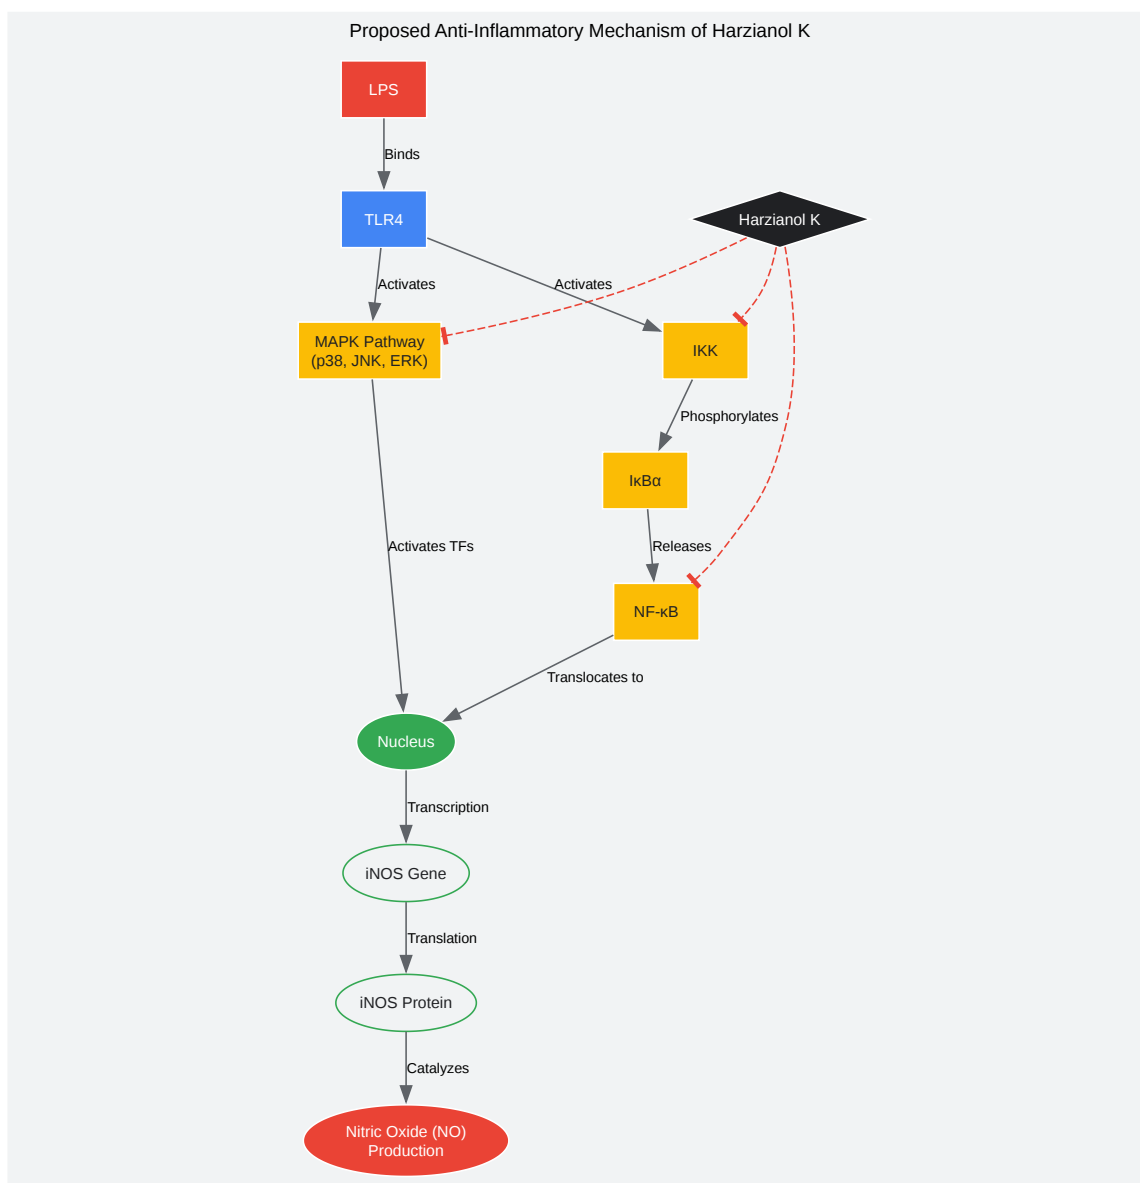 Proposed Anti-Inflammatory Mechanism of Harzianol K
LPS
Binds
TLR4
Harzianol K
Activates
Activates
MAPK Pathway
(p38, JNK, ERK)
IKK
Phosphorylates
IκBα
Activates TFs
Releases
NF-κB
Translocates to
Nucleus
Transcription
iNOS Gene
Translation
iNOS Protein
Catalyzes
Nitric Oxide (NO)
Production